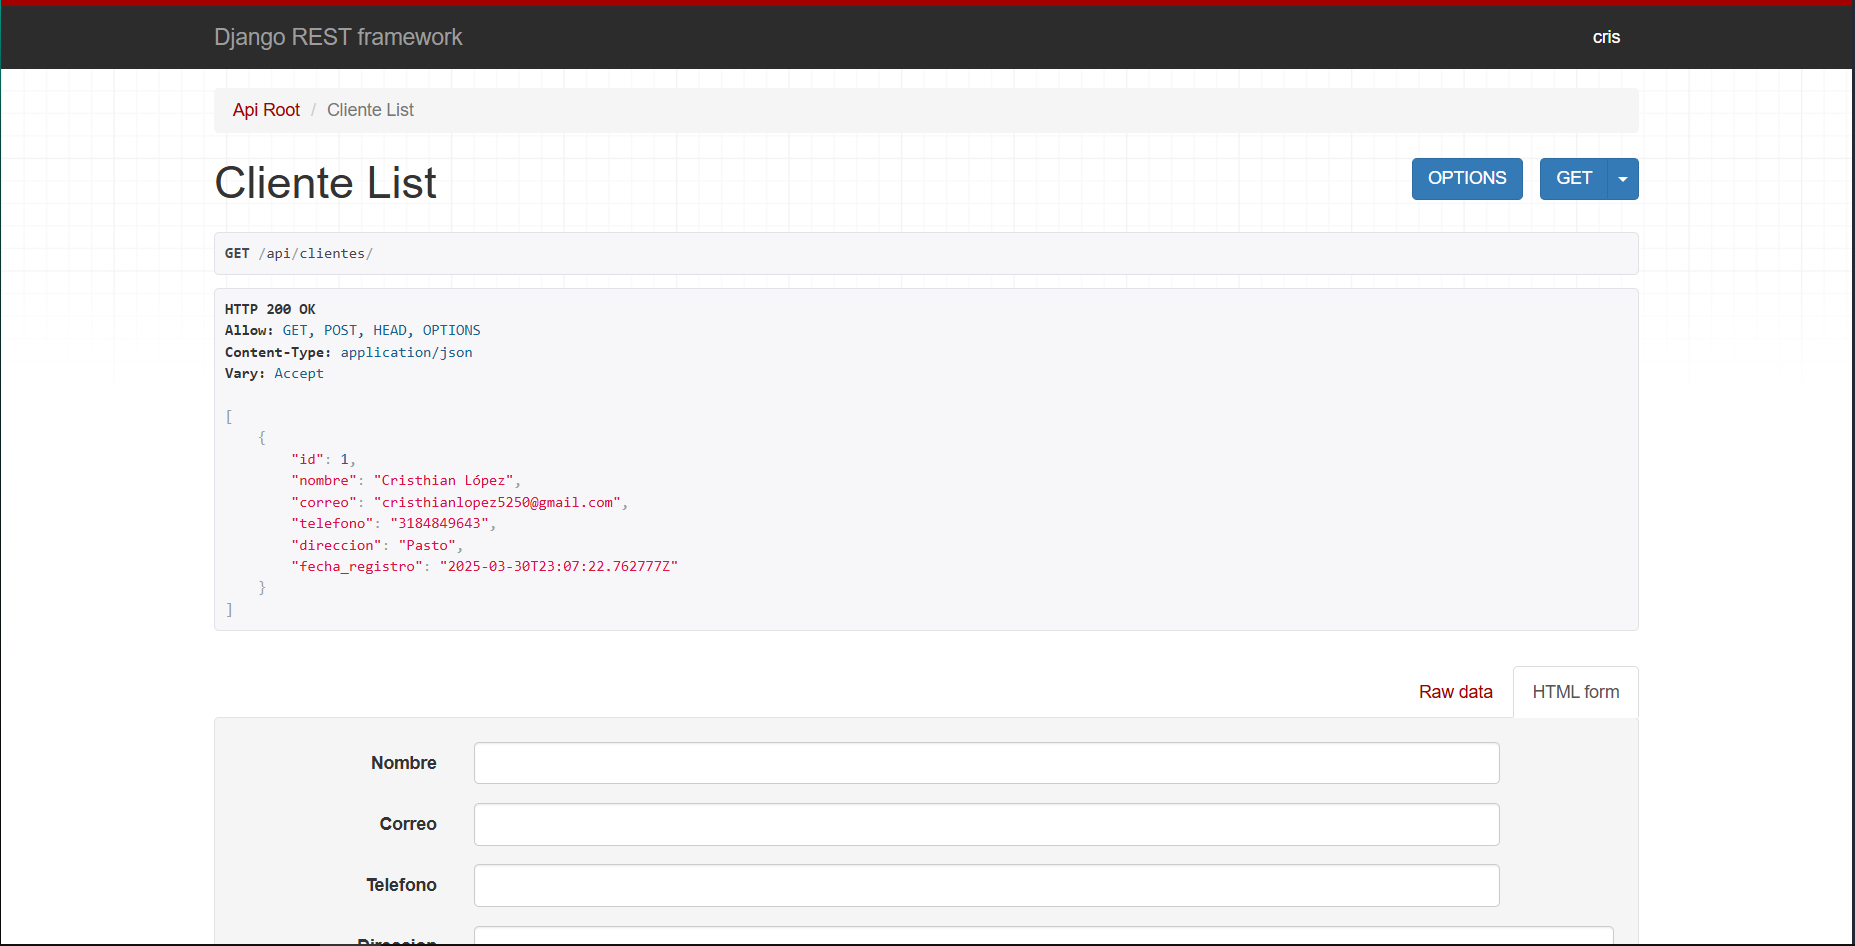 Django REST framework
cris
Api Root / Cliente List
Cliente List
OPTIONS
GET
GET /api/clientes/
HTTP 200 OK
Allow: GET, POST, HEAD, OPTIONS
Content-Type: application/json
Vary: Accept
[
    {
        "id": 1,
        "nombre": "Cristhian López",
        "correo": "cristhianlopez5250@gmail.com",
        "telefono": "3184849643",
        "direccion": "Pasto",
        "fecha_registro": "2025-03-30T23:07:22.762777Z"
    }
]
Raw data
HTML form
Nombre
Correo
Telefono
Direccion